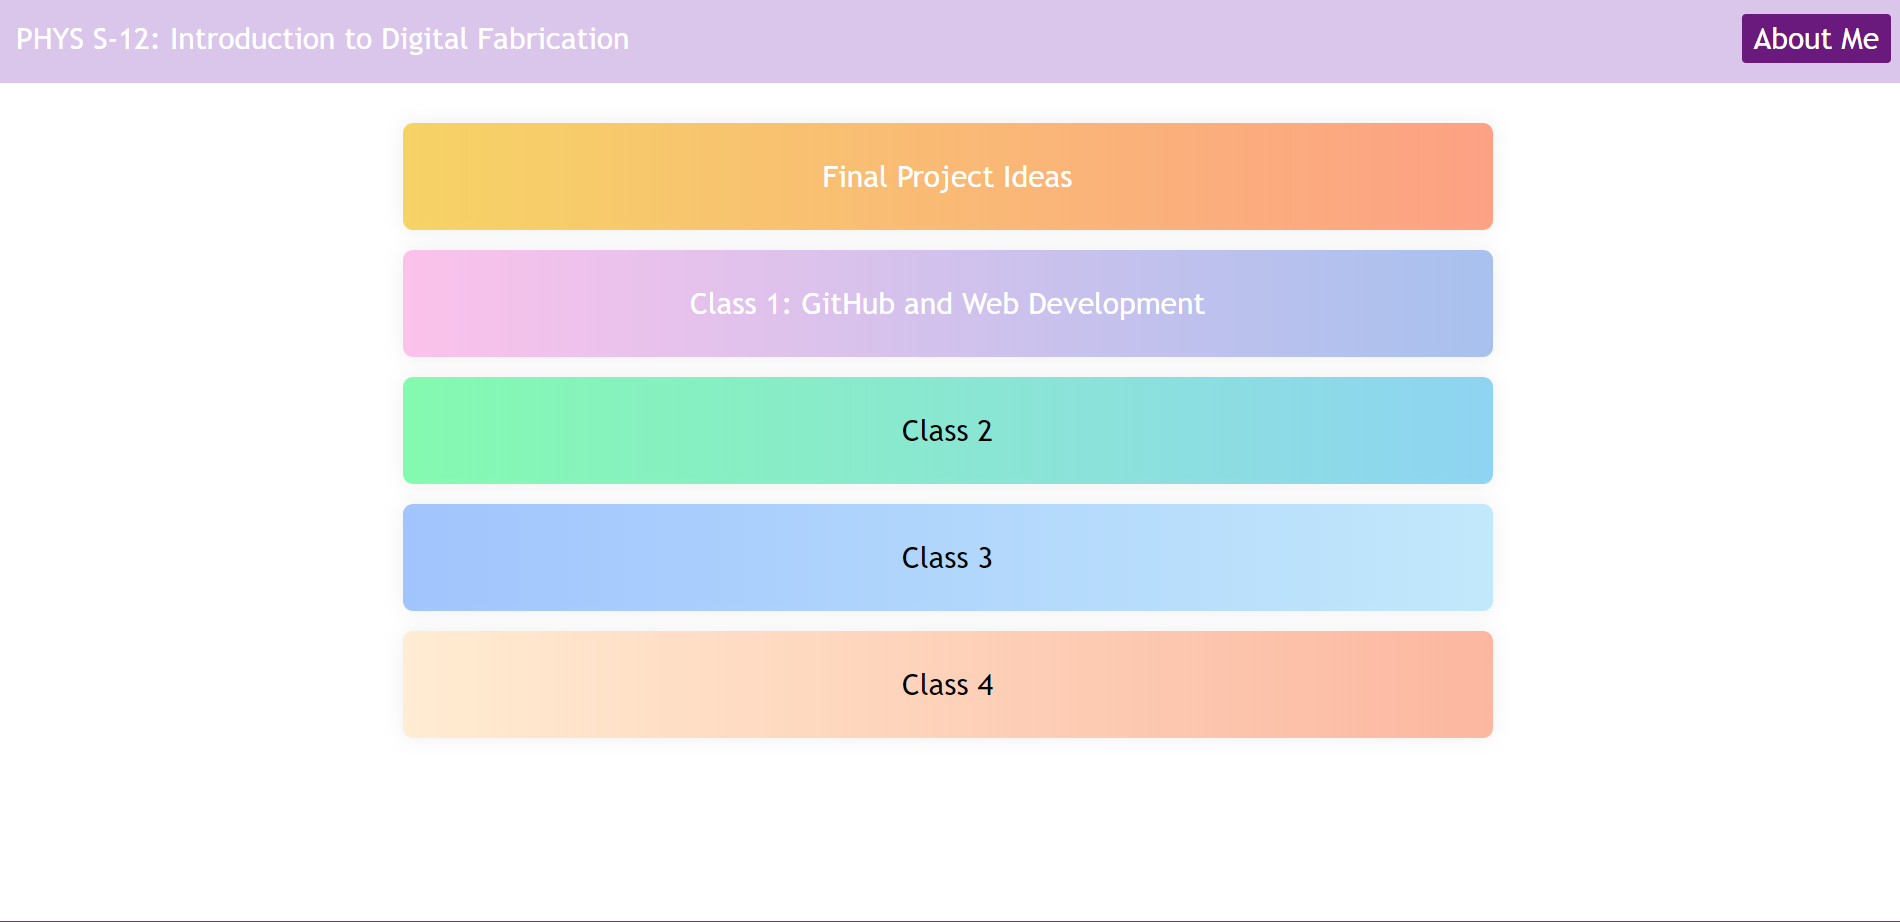 PHYS S-12: Introduction to Digital Fabrication
About Me
Final Project Ideas
Class 1: GitHub and Web Development
Class 2
Class 3
Class 4